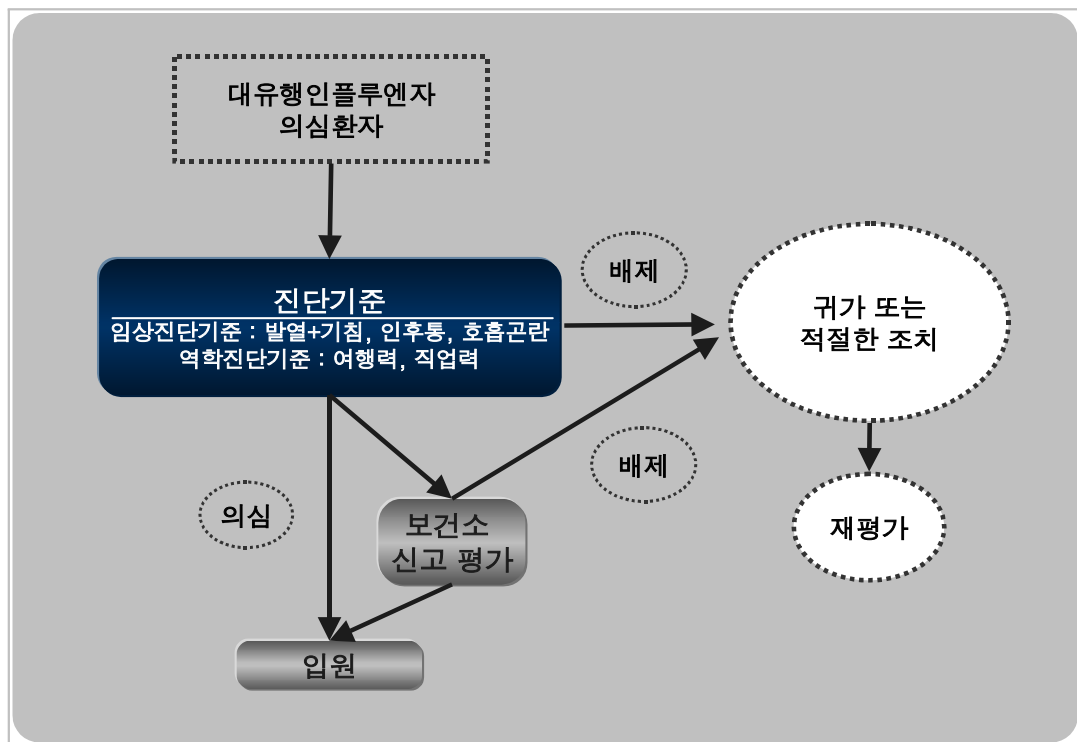 대유행인플루엔자
의심환자
배제
진단기준
임상진단기준 : 발열+기침, 인후통, 호흡곤란
역학진단기준 : 여행력, 직업력
귀가 또는
적절한 조치
배제
의심
보건소
신고 평가
재평가
입원